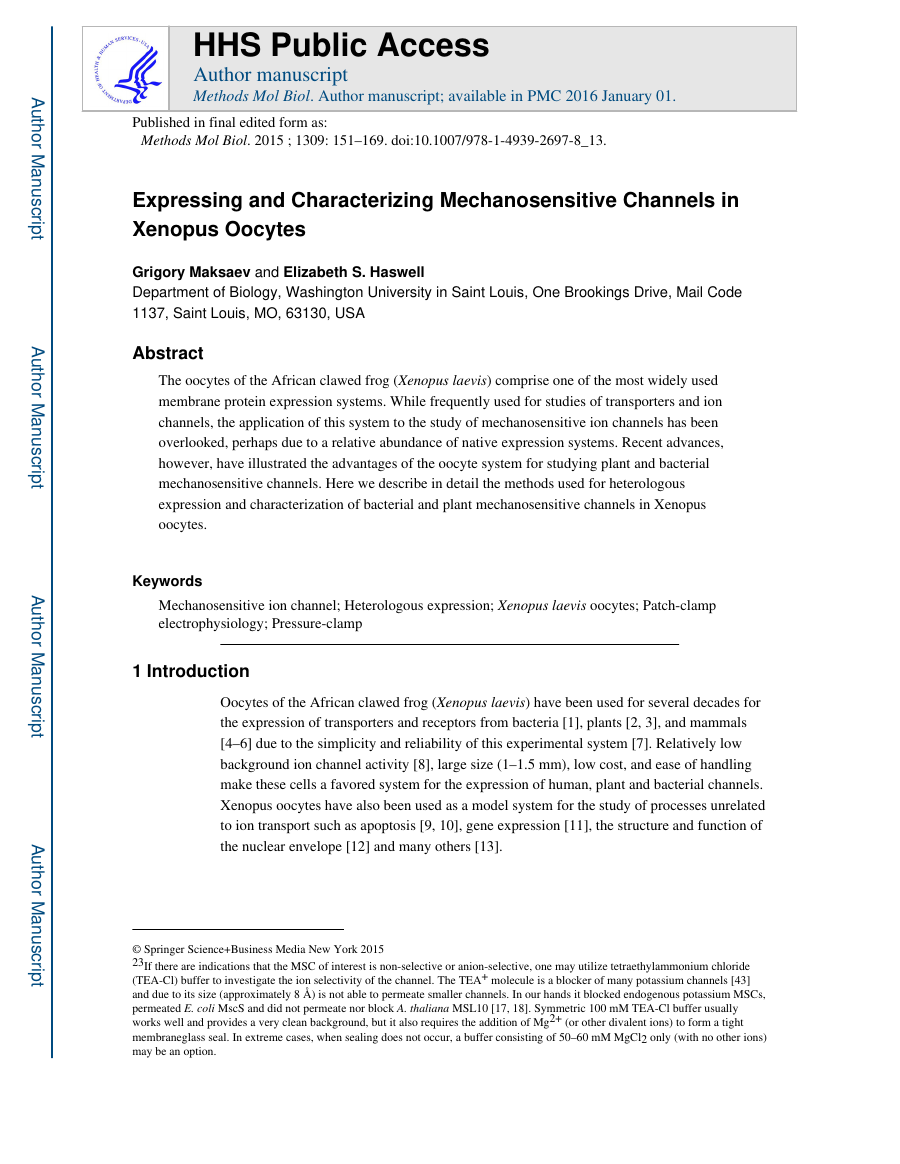 HHS Public Access
Author manuscript
Methods Mol Biol. Author manuscript; available in PMC 2016 January 01.
Published in final edited form as:
Methods Mol Biol. 2015 ; 1309: 151–169. doi:10.1007/978-1-4939-2697-8_13.
Expressing and Characterizing Mechanosensitive Channels in
Xenopus Oocytes
Grigory Maksaev and Elizabeth S. Haswell
Department of Biology, Washington University in Saint Louis, One Brookings Drive, Mail Code
1137, Saint Louis, MO, 63130, USA
Abstract
The oocytes of the African clawed frog (Xenopus laevis) comprise one of the most widely used
membrane protein expression systems. While frequently used for studies of transporters and ion
channels, the application of this system to the study of mechanosensitive ion channels has been
overlooked, perhaps due to a relative abundance of native expression systems. Recent advances,
however, have illustrated the advantages of the oocyte system for studying plant and bacterial
mechanosensitive channels. Here we describe in detail the methods used for heterologous
expression and characterization of bacterial and plant mechanosensitive channels in Xenopus
oocytes.
Keywords
Mechanosensitive ion channel; Heterologous expression; Xenopus laevis oocytes; Patch-clamp
electrophysiology; Pressure-clamp
1 Introduction
Oocytes of the African clawed frog (Xenopus laevis) have been used for several decades for
the expression of transporters and receptors from bacteria [1], plants [2, 3], and mammals
[4–6] due to the simplicity and reliability of this experimental system [7]. Relatively low
background ion channel activity [8], large size (1–1.5 mm), low cost, and ease of handling
make these cells a favored system for the expression of human, plant and bacterial channels.
Xenopus oocytes have also been used as a model system for the study of processes unrelated
to ion transport such as apoptosis [9, 10], gene expression [11], the structure and function of
the nuclear envelope [12] and many others [13].
© Springer Science+Business Media New York 2015
23If there are indications that the MSC of interest is non-selective or anion-selective, one may utilize tetraethylammonium chloride
(TEA-Cl) buffer to investigate the ion selectivity of the channel. The TEA+ molecule is a blocker of many potassium channels [43]
and due to its size (approximately 8 Å) is not able to permeate smaller channels. In our hands it blocked endogenous potassium MSCs,
permeated E. coli MscS and did not permeate nor block A. thaliana MSL10 [17, 18]. Symmetric 100 mM TEA-Cl buffer usually
works well and provides a very clean background, but it also requires the addition of Mg2+ (or other divalent ions) to form a tight
membraneglass seal. In extreme cases, when sealing does not occur, a buffer consisting of 50–60 mM MgCl2 only (with no other ions)
may be an option.
Author Manuscript
Author Manuscript
Author Manuscript
Author Manuscript